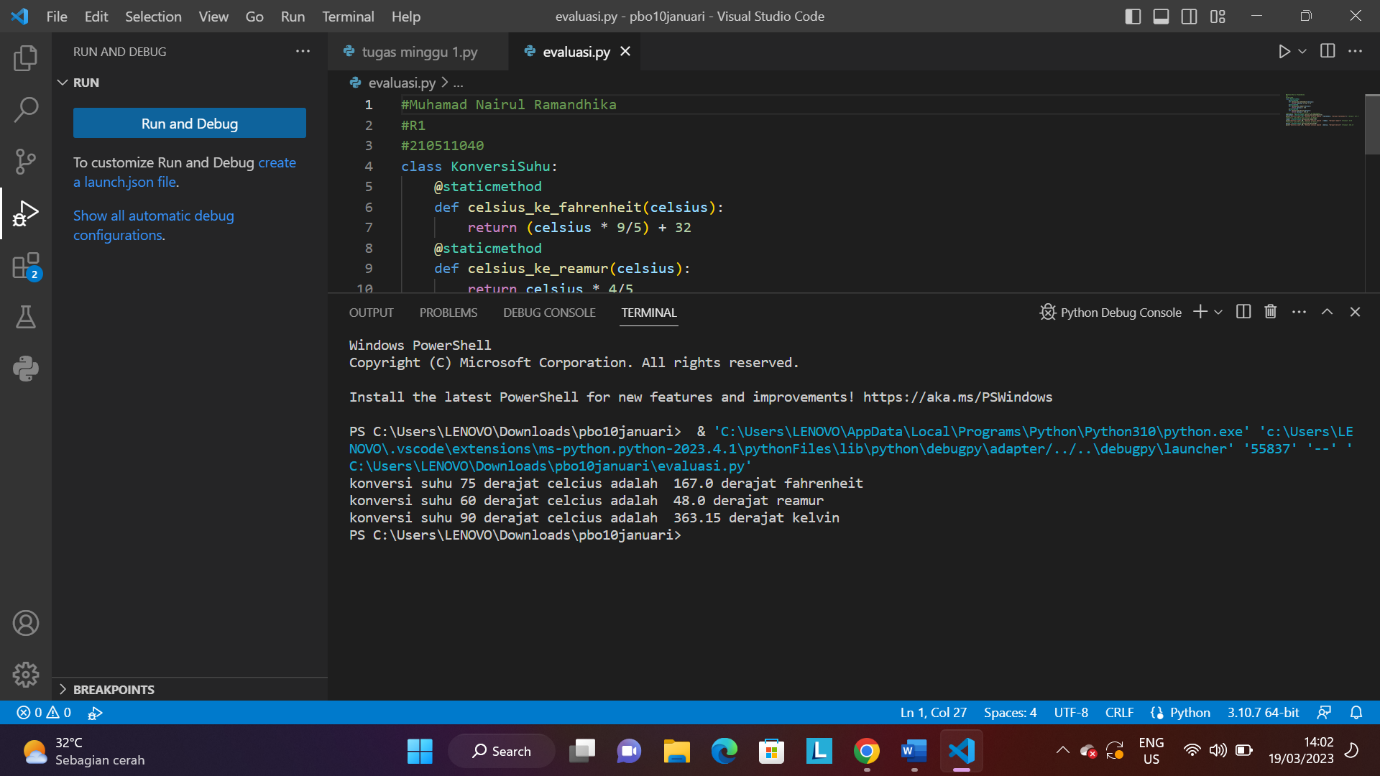 File Edit Selection View Go Run Terminal Help
evaluasi.py - pbo10januari - Visual Studio Code
RUN AND DEBUG
RUN
Run and Debug
To customize Run and Debug create
a launch.json file.
Show all automatic debug
configurations.
2
BREAKPOINTS
tugas minggu 1.py
evaluasi.py
evaluasi.py > ...
1 #Muhamad Nairul Ramandhika
2 #R1
3 #210511040
4 class KonversiSuhu:
5 @staticmethod
6 def celsius_ke_fahrenheit(celsius):
7 return (celsius * 9/5) + 32
8 @staticmethod
9 def celsius_ke_reamur(celsius):
10 return celsius * 4/5
OUTPUT PROBLEMS DEBUG CONSOLE TERMINAL
Python Debug Console
Windows PowerShell
Copyright (C) Microsoft Corporation. All rights reserved.
Install the latest PowerShell for new features and improvements! https://aka.ms/PSWindows
PS C:\Users\LENOVO\Downloads\pbo10januari>  & 'C:\Users\LENOVO\AppData\Local\Programs\Python\Python310\python.exe' 'c:\Users\LE
NOVO\.vscode\extensions\ms-python.python-2023.4.1\pythonFiles\lib\python\debugpy\adapter/../..\debugpy\launcher' '55837' '--' '
C:\Users\LENOVO\Downloads\pbo10januari\evaluasi.py'
konversi suhu 75 derajat celcius adalah  167.0 derajat fahrenheit
konversi suhu 60 derajat celcius adalah  48.0 derajat reamur
konversi suhu 90 derajat celcius adalah  363.15 derajat kelvin
PS C:\Users\LENOVO\Downloads\pbo10januari>
0 0
Ln 1, Col 27 Spaces: 4 UTF-8 CRLF Python 3.10.7 64-bit
32°C
Sebagian cerah
Search
ENG
US
14:02
19/03/2023